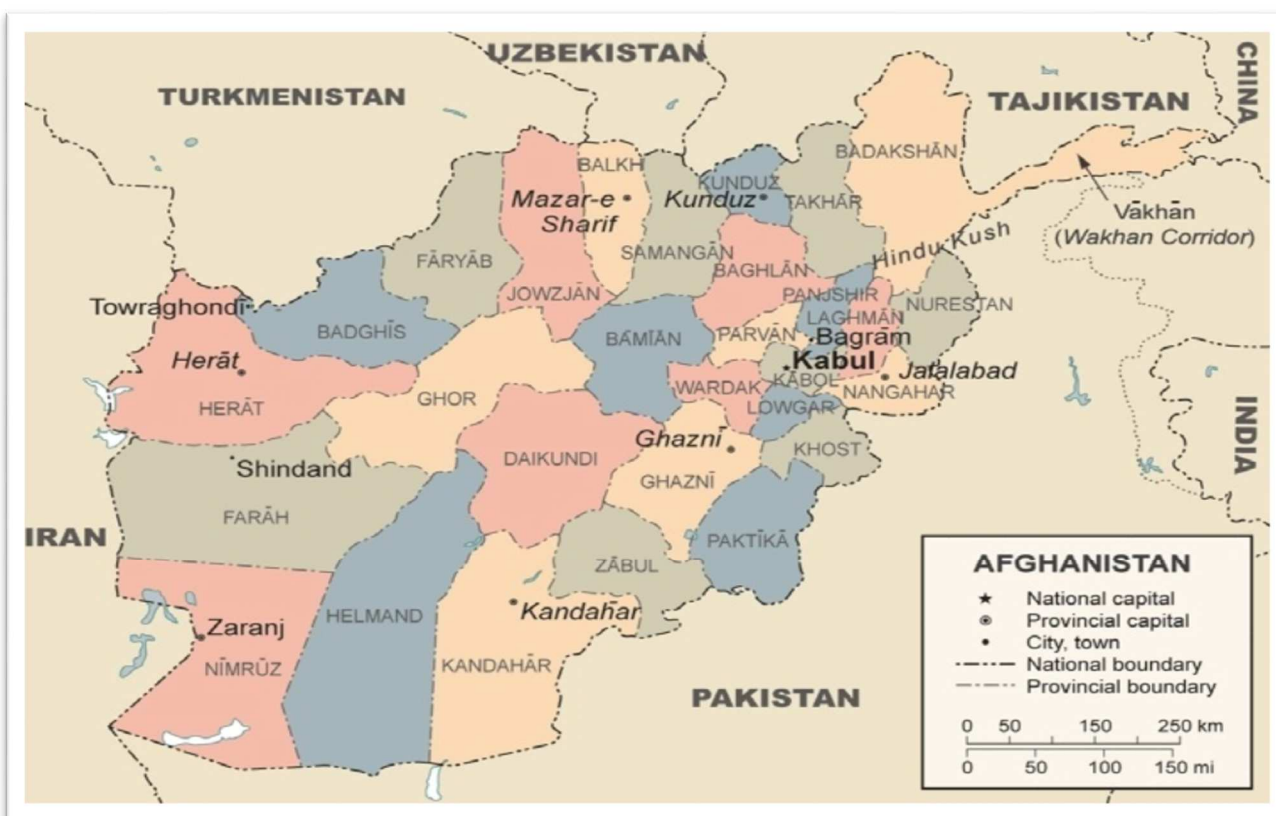 UZBEKISTAN
TURKMENISTAN
TAJIKISTAN
CHINA
BALKH
BADAKSHĀN
KUNDUZ
Mazar-e
Sharif
Kunduz
TAKHĀR
Vākhān
(Wakhan Corridor)
Hindu Kush
FĀRYĀB
SAMANGĀN
BAGHLĀN
JOWZJĀN
PANJSHIR
NURESTAN
Towraghondi
LAGHMĀN
BADGHĪS
BĀMĪĀN
PARVĀN
Bagrām
Herāt
Kabul
Jalalabad
KĀBOL
WARDAK
NANGAHAR
HERĀT
GHOR
LOWGAR
INDIA
Ghaznī
KHOST
Shindand
DAIKUNDI
GHAZNĪ
FARĀH
IRAN
PAKTĪKĀ
ZĀBUL
AFGHANISTAN
National capital
Provincial capital
City, town
National boundary
Provincial boundary
0 50 150 250 km
0 50 100 150 mi
Kandahar
HELMAND
Zaranj
NĪMRŪZ
KANDAHĀR
PAKISTAN